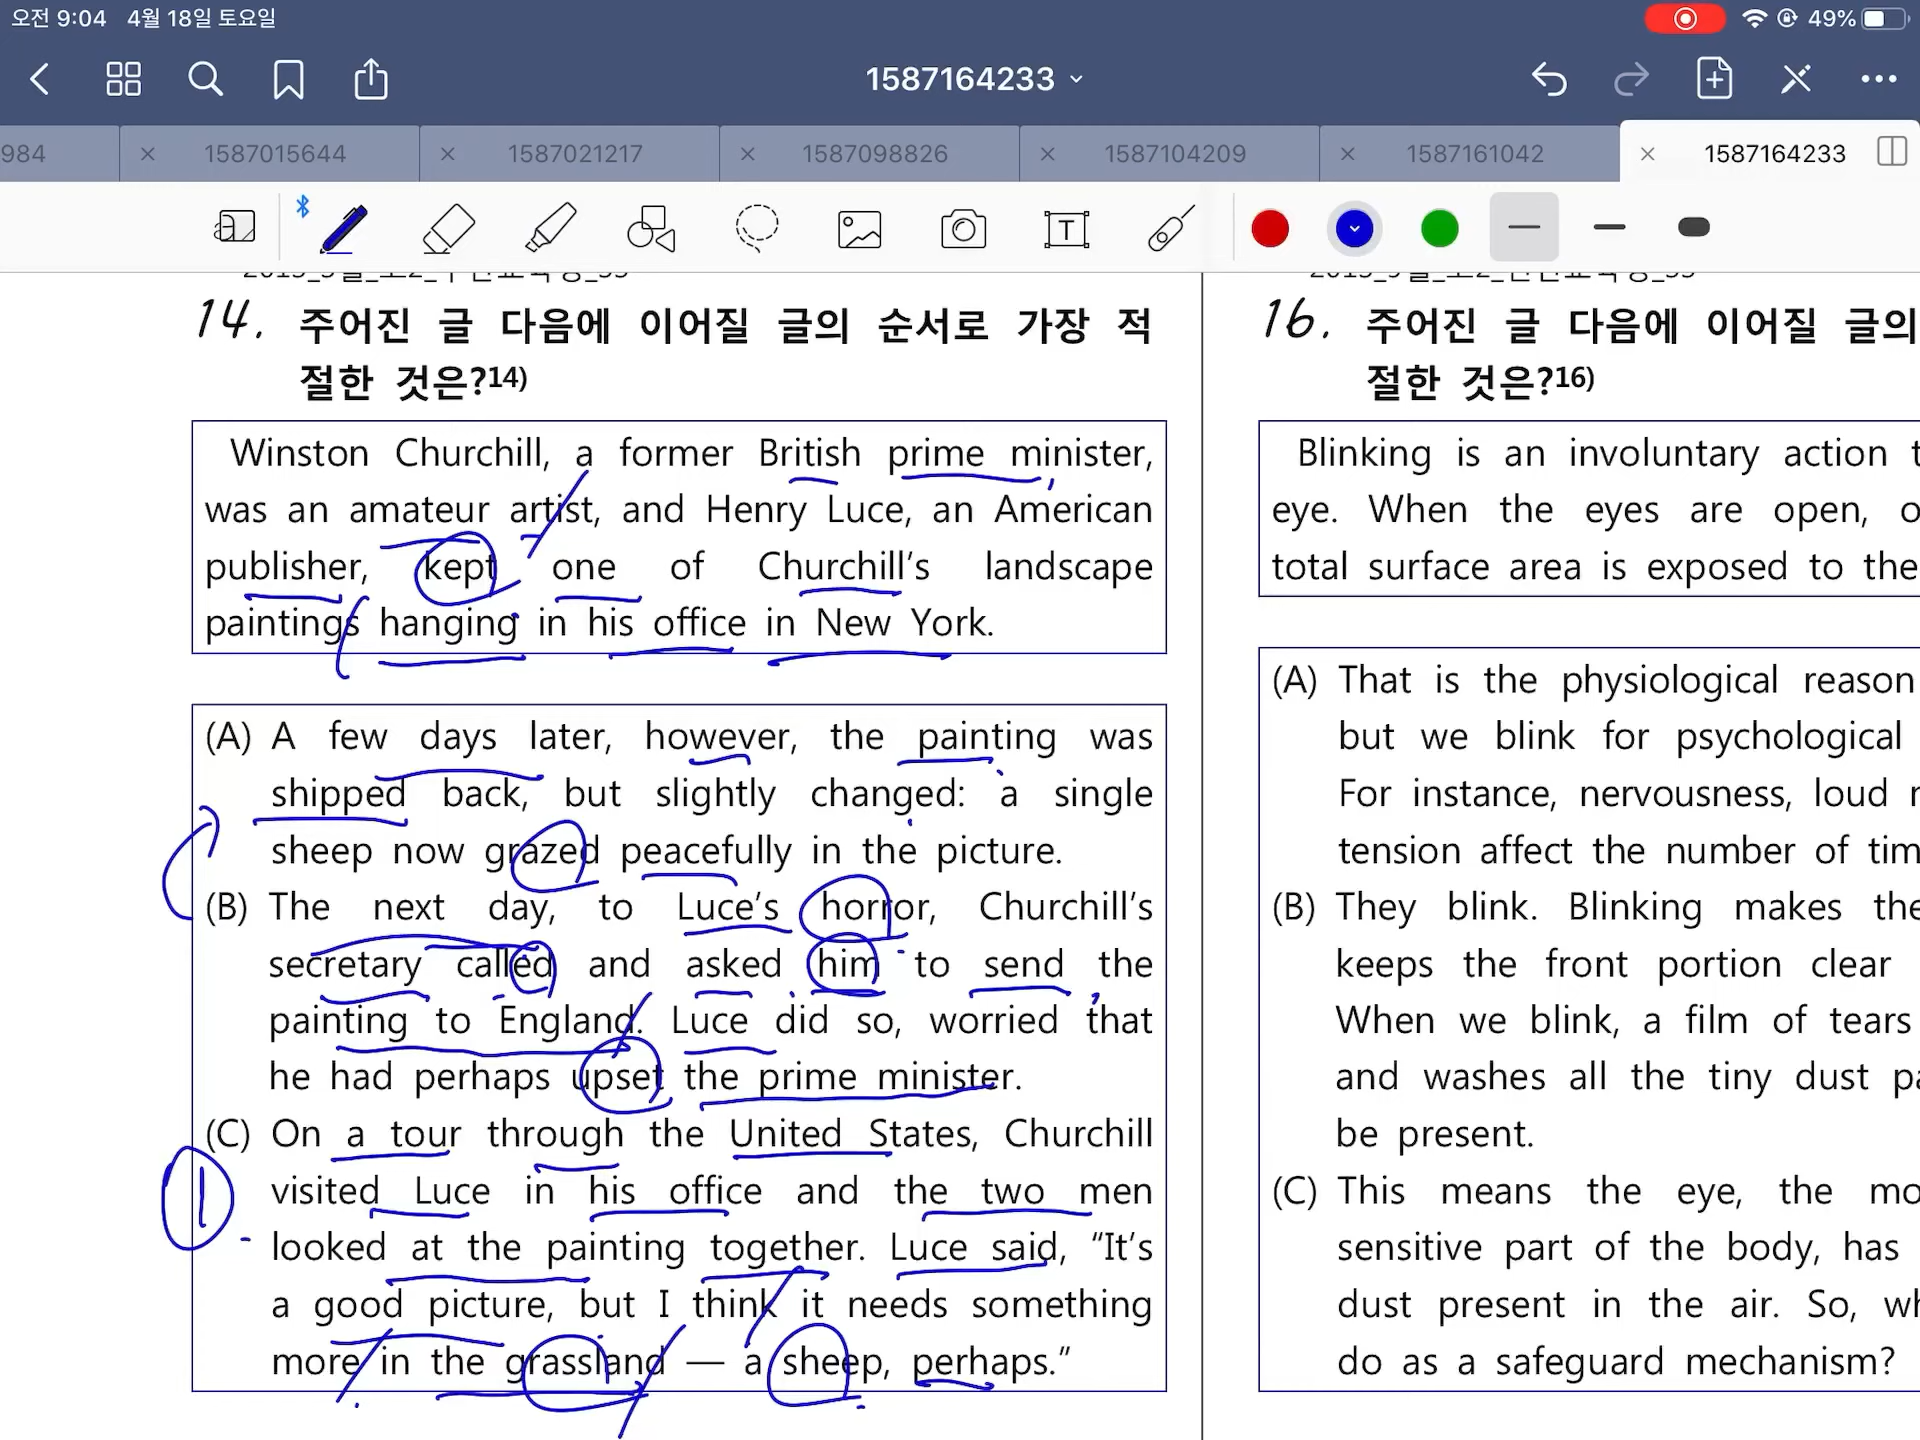 오전 9:04 4월 18일 토요일
49%
1587164233
984
1587015644
1587021217
1587098826
1587104209
1587161042
1587164233
14. 주어진 글 다음에 이어질 글의 순서로 가장 적
절한 것은?14)
Winston Churchill, a former British prime minister,
was an amateur artist, and Henry Luce, an American
publisher, kept one of Churchill's landscape
paintings hanging in his office in New York.
(A) A few days later, however, the painting was
shipped back, but slightly changed: a single
sheep now grazed peacefully in the picture.
(B) The next day, to Luce's horror, Churchill's
secretary called and asked him to send the
painting to England. Luce did so, worried that
he had perhaps upset the prime minister.
(C) On a tour through the United States, Churchill
visited Luce in his office and the two men
looked at the painting together. Luce said, "It's
a good picture, but I think it needs something
more in the grassland — a sheep, perhaps."
1
16. 주어진 글 다음에 이어질 글의
절한 것은?16)
Blinking is an involuntary action
eye. When the eyes are open,
total surface area is exposed to the
(A) That is the physiological reason
but we blink for psychological
For instance, nervousness, loud
tension affect the number of
(B) They blink. Blinking makes
keeps the front portion clear
When we blink, a film of tears
and washes all the tiny dust
be present.
(C) This means the eye, the
sensitive part of the body, has
dust present in the air. So,
do as a safeguard mechanism?